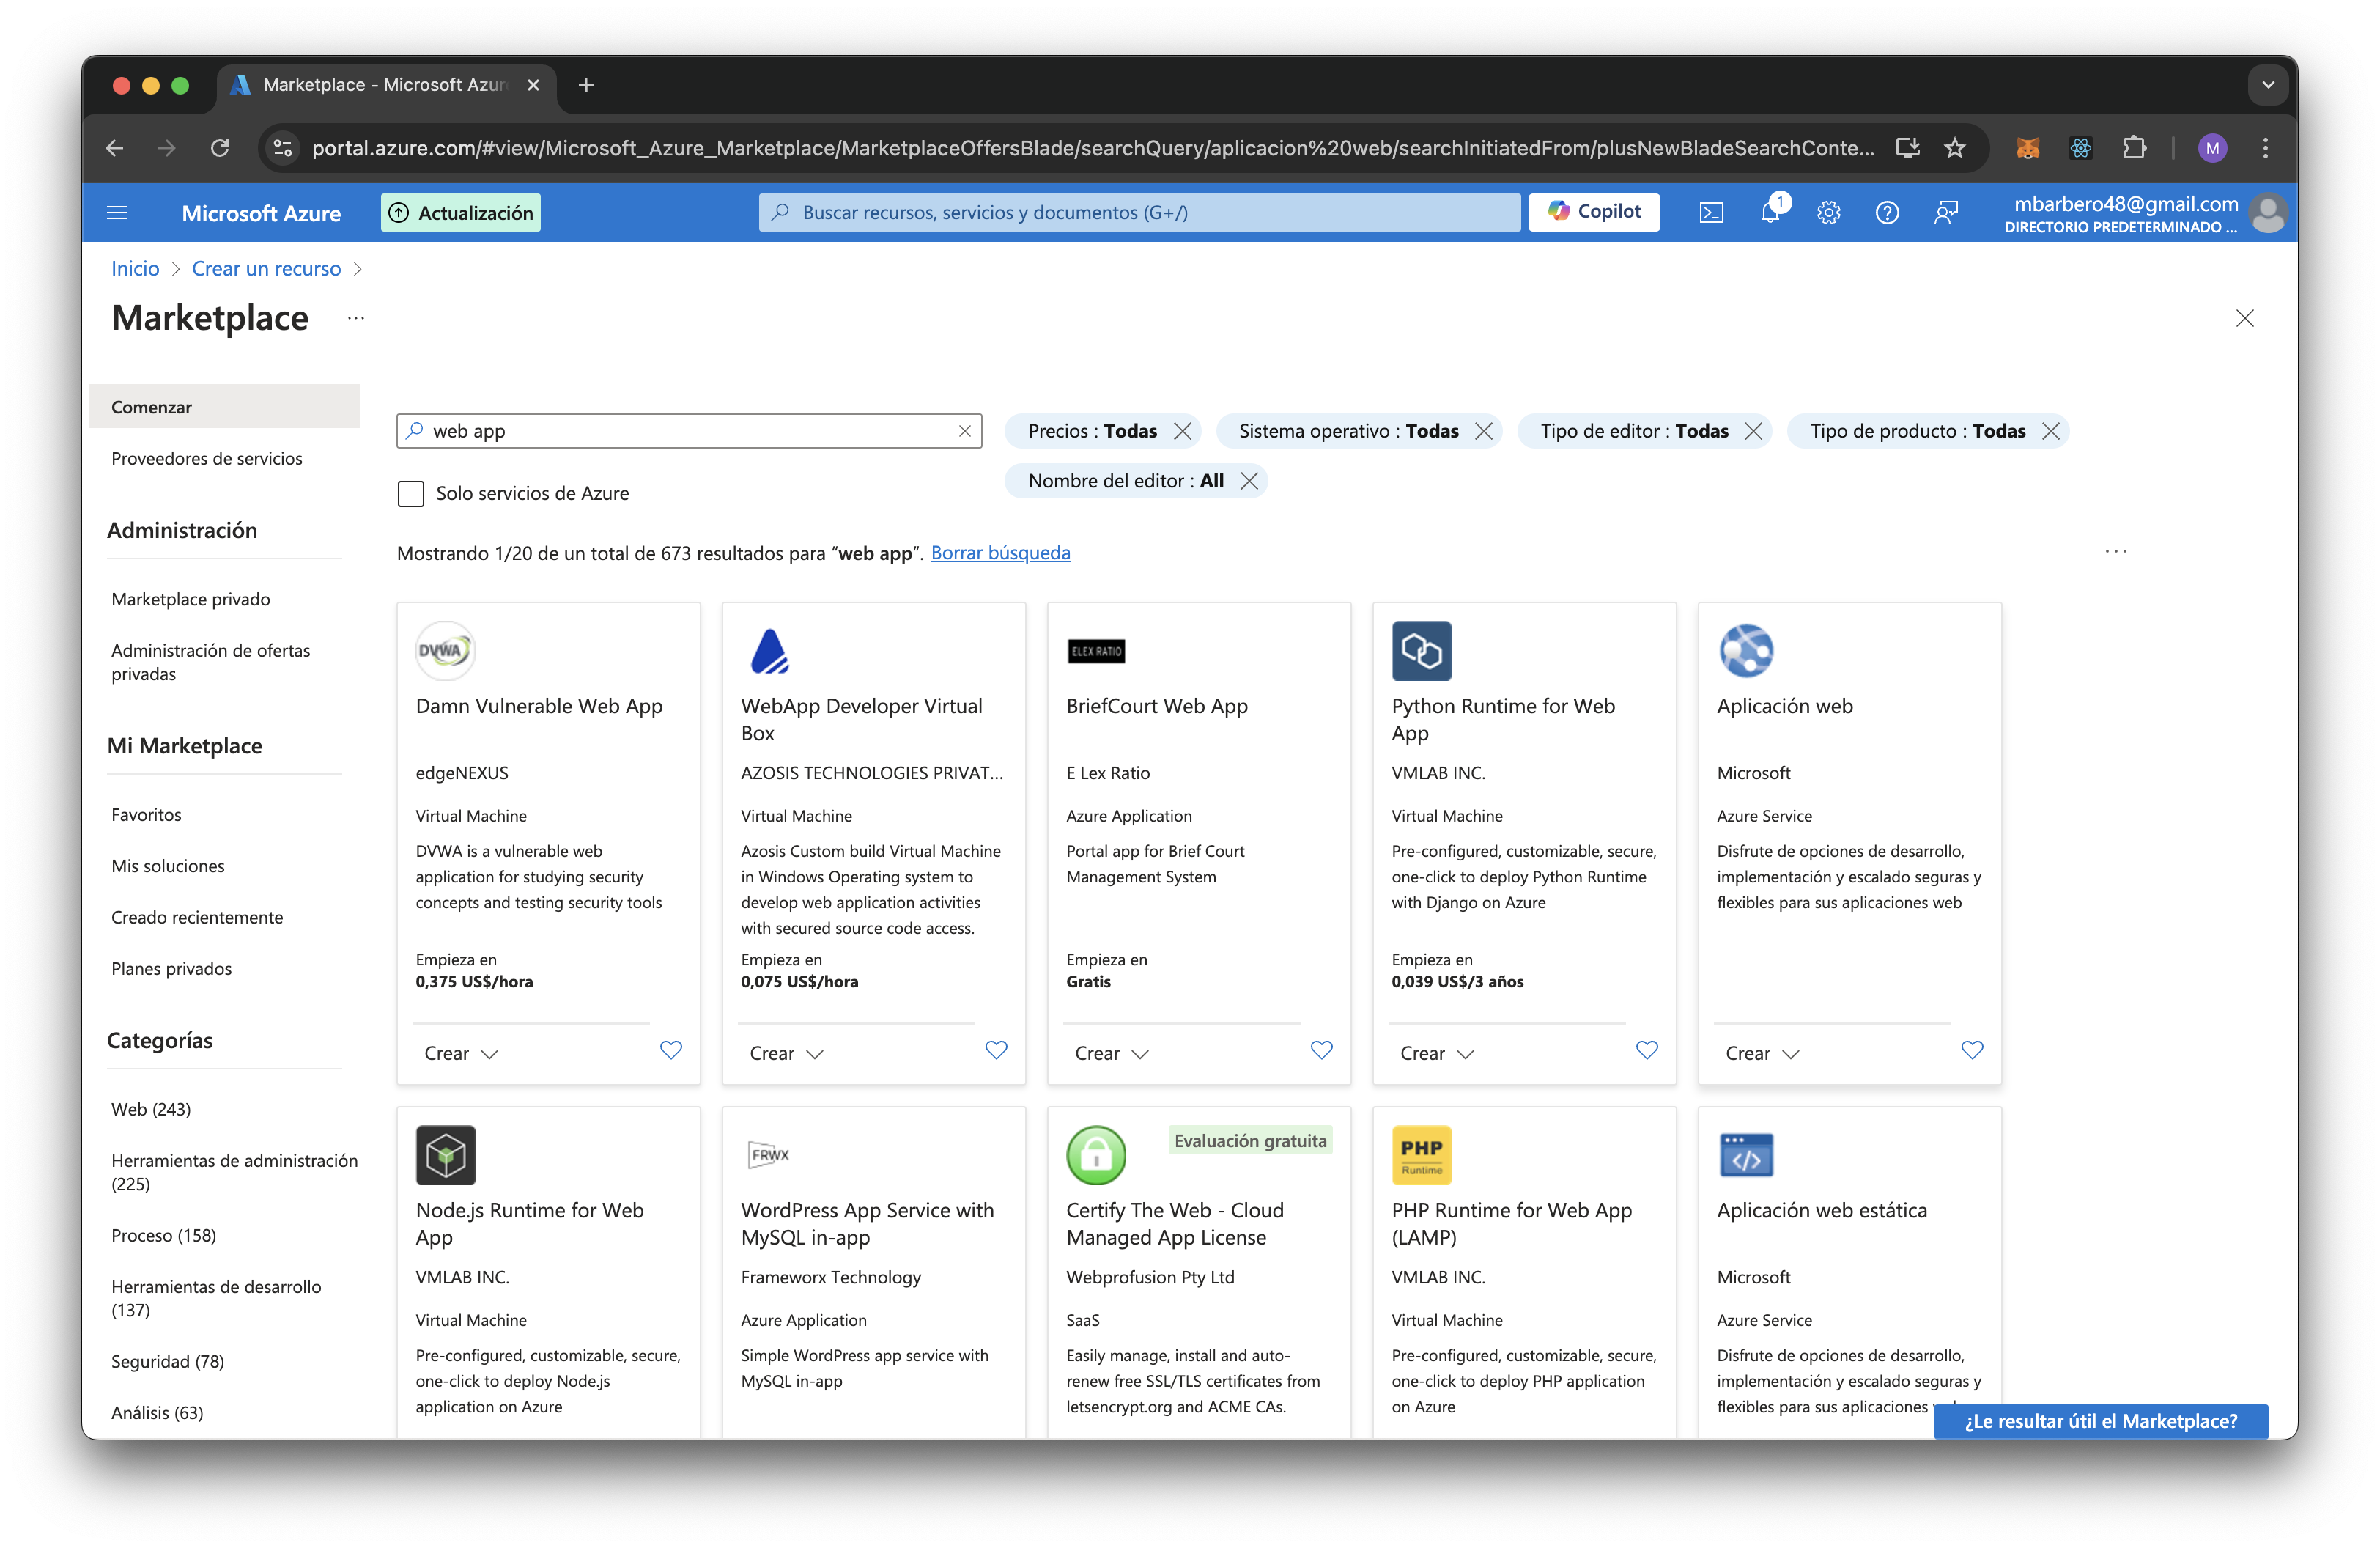 Marketplace - Microsoft Azur
portal.azure.com/#view/Microsoft_Azure_Marketplace/MarketplaceOffersBlade/searchQuery/aplicacion%20web/searchInitiatedFrom/plusNewBladeSearchConte...
M
Microsoft Azure
Actualización
Buscar recursos, servicios y documentos (G+/)
Copilot
1
mbarbero48@gmail.com
DIRECTORIO PREDETERMINADO ...
Inicio > Crear un recurso >
Marketplace ...
Comenzar
Proveedores de servicios
Administración
Marketplace privado
Administración de ofertas
privadas
Mi Marketplace
Favoritos
Mis soluciones
Creado recientemente
Planes privados
Categorías
Web (243)
Herramientas de administración
(225)
Proceso (158)
Herramientas de desarrollo
(137)
Seguridad (78)
Análisis (63)
web app
Precios : Todas
Sistema operativo : Todas
Tipo de editor : Todas
Tipo de producto : Todas
Nombre del editor : All
Solo servicios de Azure
Mostrando 1/20 de un total de 673 resultados para “web app”. Borrar búsqueda
...
DVWA
Damn Vulnerable Web App
edgeNEXUS
Virtual Machine
DVWA is a vulnerable web
application for studying security
concepts and testing security tools
Empieza en
0,375 US$/hora
Crear
WebApp Developer Virtual
Box
AZOSIS TECHNOLOGIES PRIVAT...
Virtual Machine
Azosis Custom build Virtual Machine
in Windows Operating system to
develop web application activities
with secured source code access.
Empieza en
0,075 US$/hora
Crear
ELEX RATIO
BriefCourt Web App
E Lex Ratio
Azure Application
Portal app for Brief Court
Management System
Empieza en
Gratis
Crear
Python Runtime for Web
App
VMLAB INC.
Virtual Machine
Pre-configured, customizable, secure,
one-click to deploy Python Runtime
with Django on Azure
Empieza en
0,039 US$/3 años
Crear
Aplicación web
Microsoft
Azure Service
Disfrute de opciones de desarrollo,
implementación y escalado seguras y
flexibles para sus aplicaciones web
Crear
Node.js Runtime for Web
App
VMLAB INC.
Virtual Machine
Pre-configured, customizable, secure,
one-click to deploy Node.js
application on Azure
FRWX
WordPress App Service with
MySQL in-app
Frameworx Technology
Azure Application
Simple WordPress app service with
MySQL in-app
Evaluación gratuita
Certify The Web - Cloud
Managed App License
Webprofusion Pty Ltd
SaaS
Easily manage, install and auto-
renew free SSL/TLS certificates from
letsencrypt.org and ACME CAs.
PHP
Runtime
PHP Runtime for Web App
(LAMP)
VMLAB INC.
Virtual Machine
Pre-configured, customizable, secure,
one-click to deploy PHP application
on Azure
</>
Aplicación web estática
Microsoft
Azure Service
Disfrute de opciones de desarrollo,
implementación y escalado seguras y
flexibles para sus aplicaciones
¿Le resultar útil el Marketplace?